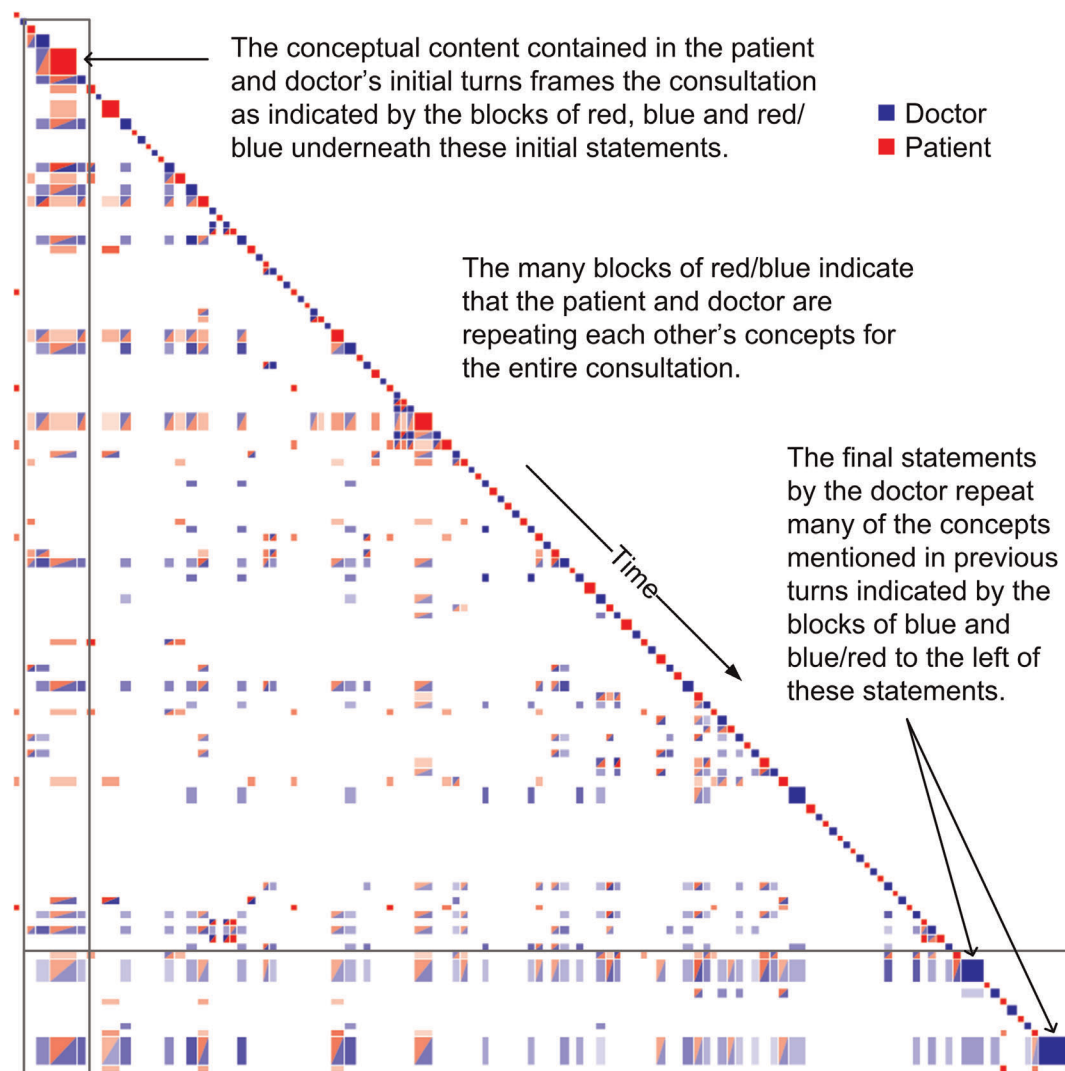 The conceptual content contained in the patient
and doctor's initial turns frames the consultation
as indicated by the blocks of red, blue and red/
blue underneath these initial statements.
Doctor
Patient
The many blocks of red/blue indicate
that the patient and doctor are
repeating each other's concepts for
the entire consultation.
The final statements
by the doctor repeat
many of the concepts
mentioned in previous
turns indicated by the
blocks of blue and
blue/red to the left of
these statements.
Time